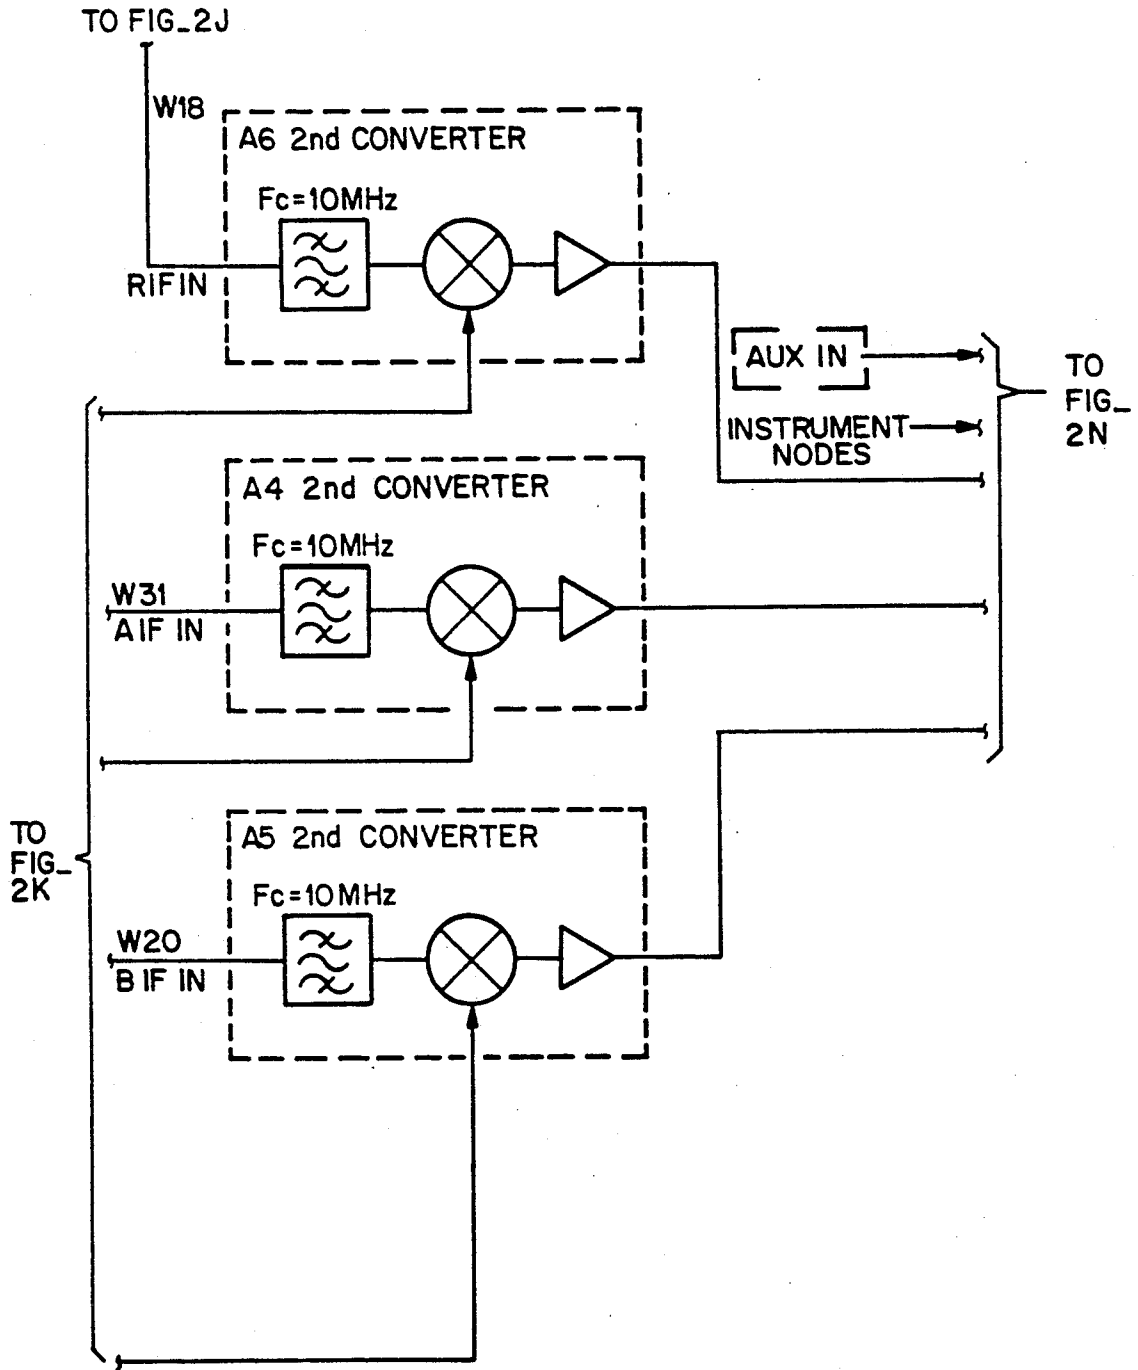 TO FIG_2J
W18
A6 2nd CONVERTER
Fc=10MHz
RIFIN
AUX IN
INSTRUMENT
NODES
TO
FIG_
2N
A4 2nd CONVERTER
Fc=10MHz
W31
AIF IN
TO
FIG_
2K
A5 2nd CONVERTER
Fc=10MHz
W20
B IF IN